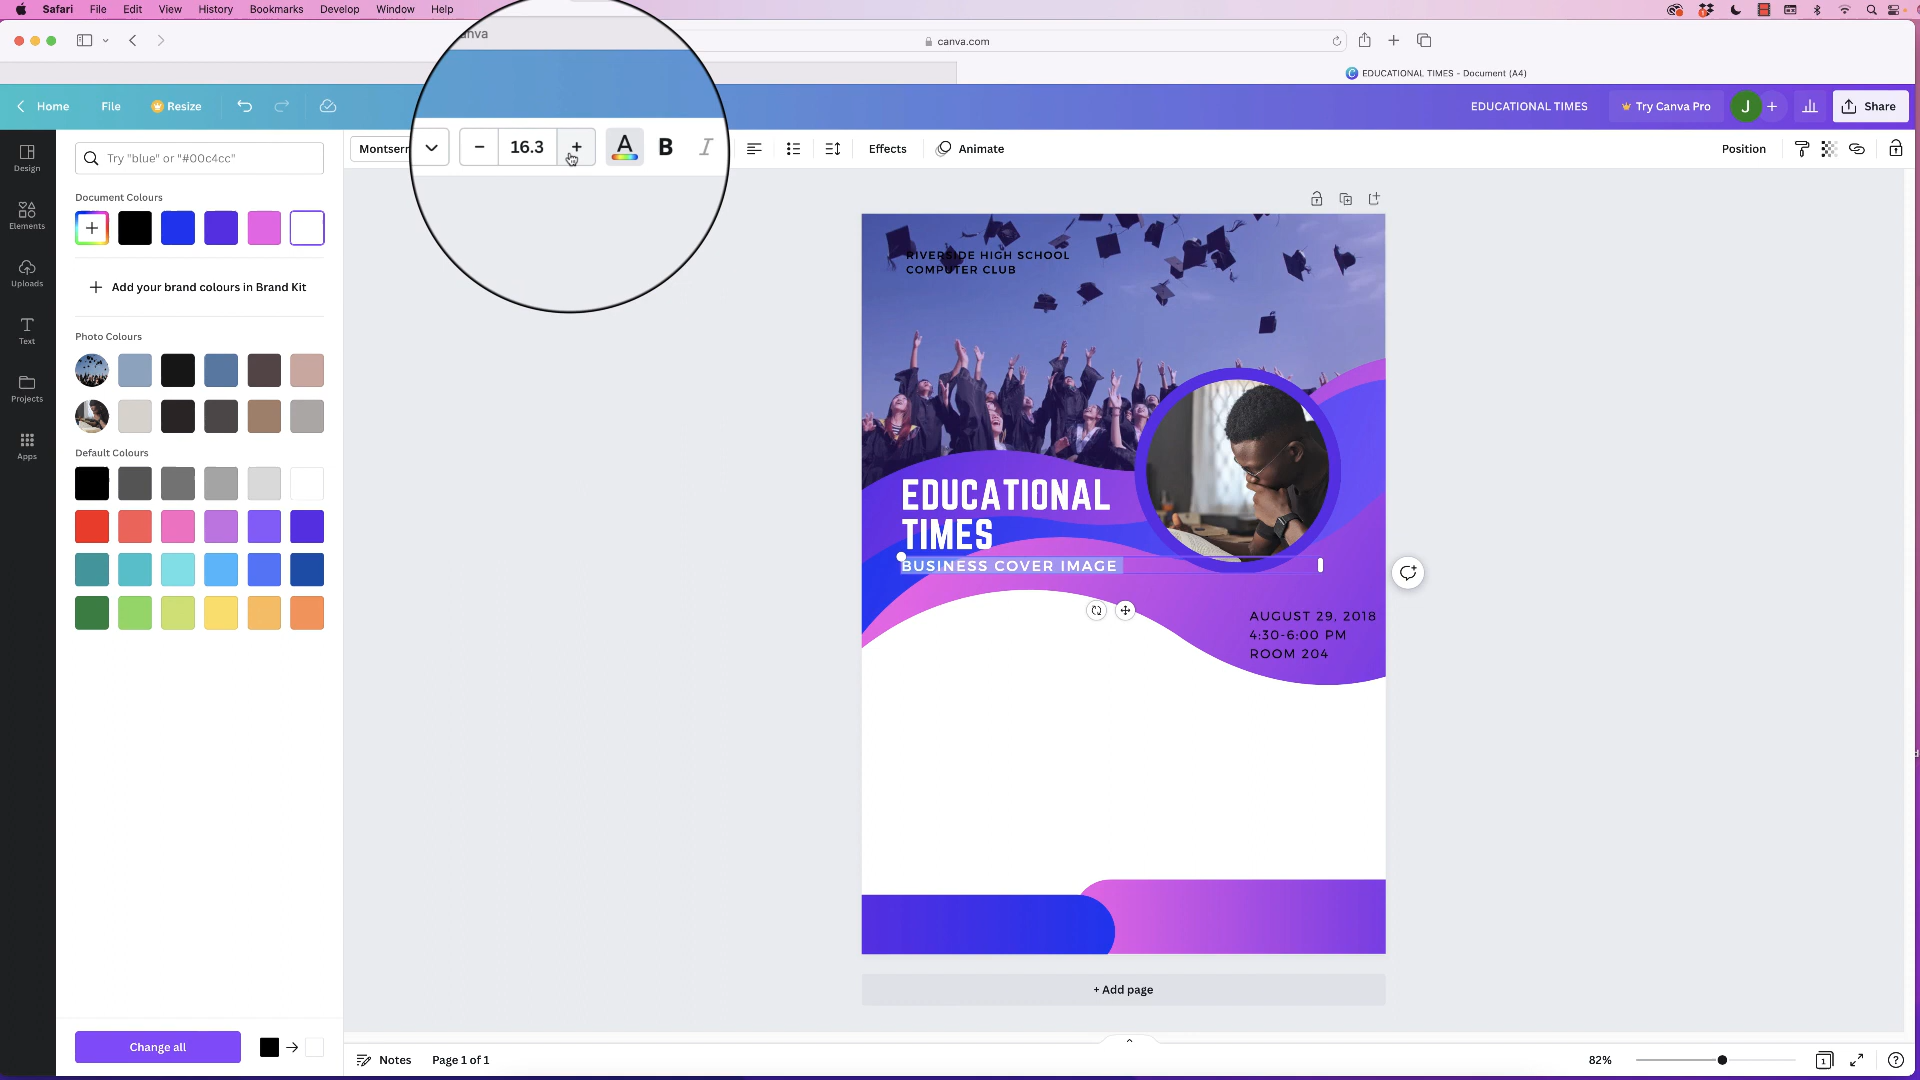 Safari File Edit View History Bookmarks Develop Window Help
anva
canva.com
EDUCATIONAL TIMES - Document (A4)
Home File Resize
EDUCATIONAL TIMES Try Canva Pro J Share
Design
Elements
Uploads
Text
Projects
Apps
Try "blue" or "#00c4cc"
Document Colours
Add your brand colours in Brand Kit
Photo Colours
Default Colours
Change all
Montserr 16.3 A B I Effects Animate Position
RIVERSIDE HIGH SCHOOL
COMPUTER CLUB
EDUCATIONAL
TIMES
BUSINESS COVER IMAGE
AUGUST 29, 2018
4:30-6:00 PM
ROOM 204
+ Add page
Notes Page 1 of 1 82% 1 ?